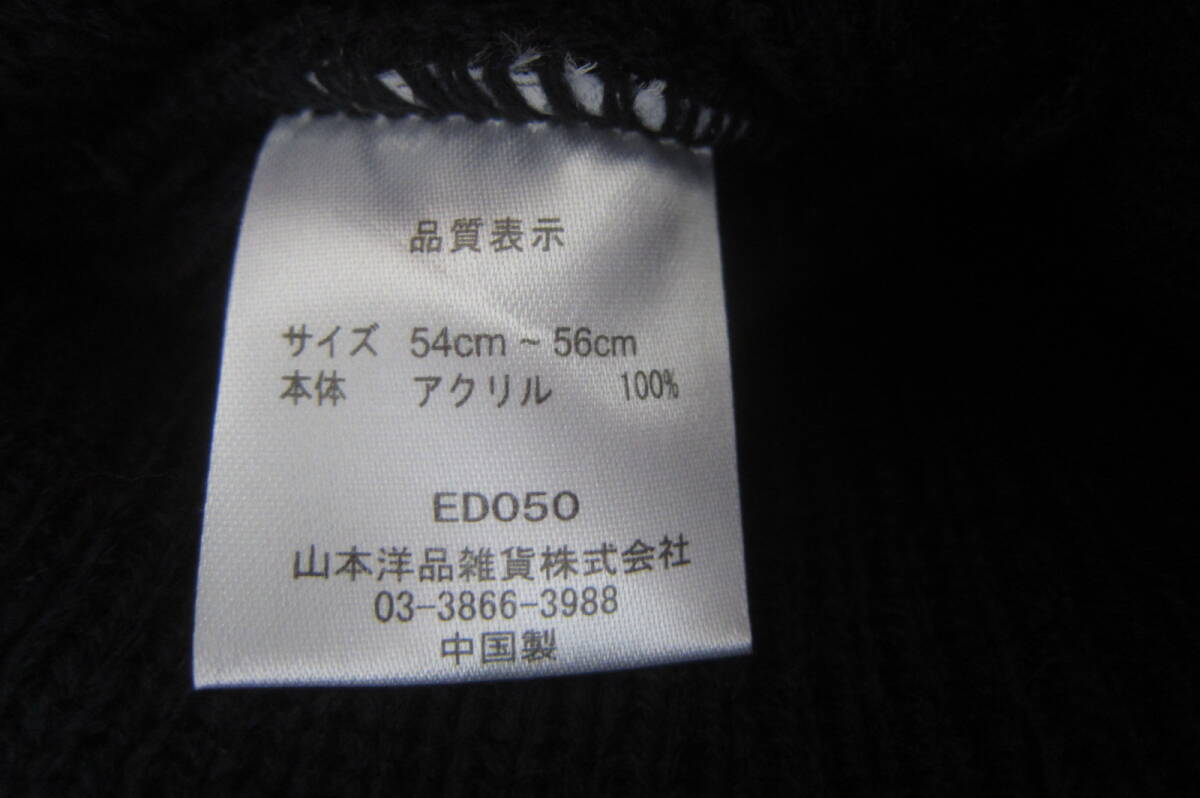 品質表示
サイズ 54cm ~ 56cm
本体 アクリル 100%
ED050
山本洋品雑貨株式会社
03-3866-3988
中国製